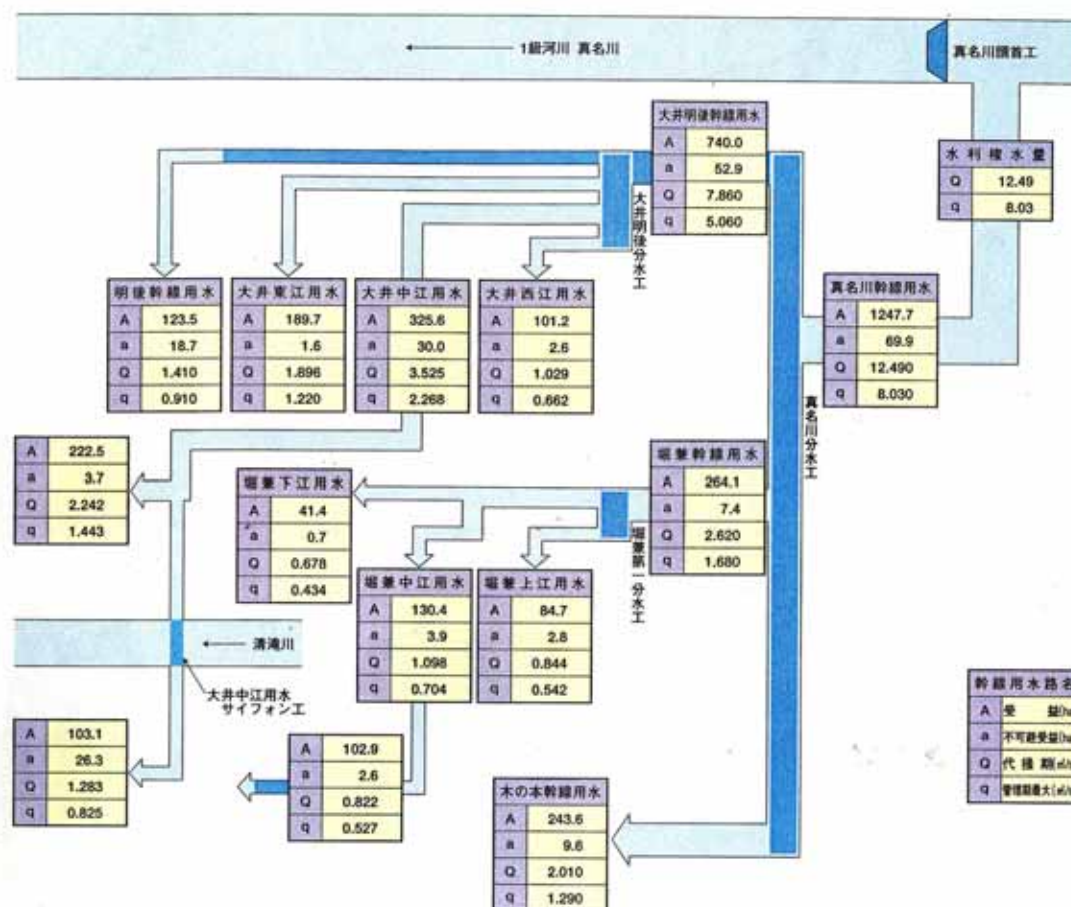 1級河川 真名川
真名川頭首工
大井明後幹線用水
A 740.0
a 52.9
Q 7.860
q 5.060
水利権水量
Q 12.49
q 8.03
大井明後分水工
真名川幹線用水
A 1247.7
a 69.9
Q 12.490
q 8.030
明後幹線用水
A 123.5
a 18.7
Q 1.410
q 0.910
大井東江用水
A 189.7
a 1.6
Q 1.896
q 1.220
大井中江用水
A 325.6
a 30.0
Q 3.525
q 2.268
大井西江用水
A 101.2
a 2.6
Q 1.029
q 0.662
真名川分水工
A 222.5
a 3.7
Q 2.242
q 1.443
堀兼下江用水
A 41.4
a 0.7
Q 0.678
q 0.434
堀兼幹線用水
A 264.1
a 7.4
Q 2.620
q 1.680
堀兼第一分水工
堀兼中江用水
A 130.4
a 3.9
Q 1.098
q 0.704
堀兼上江用水
A 84.7
a 2.8
Q 0.844
q 0.542
清滝川
大井中江用水
サイフォン工
A 103.1
a 26.3
Q 1.283
q 0.825
A 102.9
a 2.6
Q 0.822
q 0.527
木の本幹線用水
A 243.6
a 9.6
Q 2.010
q 1.290
幹線用水路名
A 受益
a 不可避受益
Q 代掻期
q 管理期最大